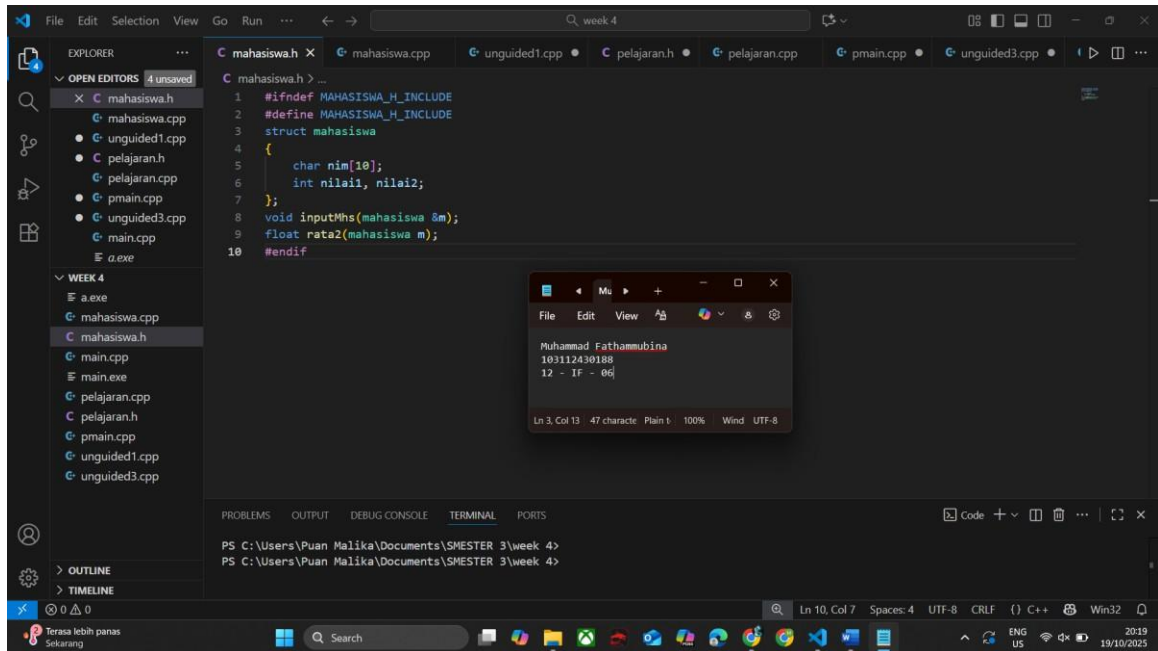 File Edit Selection View Go Run ··· ← → week 4
EXPLORER ···
OPEN EDITORS 4 unsaved
mahasiswa.h
mahasiswa.cpp
unguided1.cpp
pelajaran.h
pelajaran.cpp
pmain.cpp
unguided3.cpp
main.cpp
a.exe
WEEK 4
a.exe
mahasiswa.cpp
mahasiswa.h
main.cpp
main.exe
pelajaran.cpp
pelajaran.h
pmain.cpp
unguided1.cpp
unguided3.cpp
OUTLINE
TIMELINE
mahasiswa.h mahasiswa.cpp unguided1.cpp pelajaran.h pelajaran.cpp pmain.cpp unguided3.cpp
C mahasiswa.h > ...
1 #ifndef MAHASISWA_H_INCLUDE
2 #define MAHASISWA_H_INCLUDE
3 struct mahasiswa
4 {
5 char nim[10];
6 int nilai1, nilai2;
7 };
8 void inputMhs(mahasiswa &m);
9 float rata2(mahasiswa m);
10 #endif
Mu
File Edit View
Muhammad Fathammubina
103112430188
12 - IF - 06
Ln 3, Col 13 47 characte Plain t 100% Wind UTF-8
PROBLEMS OUTPUT DEBUG CONSOLE TERMINAL PORTS Code
PS C:\Users\Puan Malika\Documents\SMESTER 3\week 4>
PS C:\Users\Puan Malika\Documents\SMESTER 3\week 4>
0 0 Ln 10, Col 7 Spaces: 4 UTF-8 CRLF {} C++ Win32
Terasa lebih panas
Sekarang
Search
ENG
US
20:19
19/10/2025